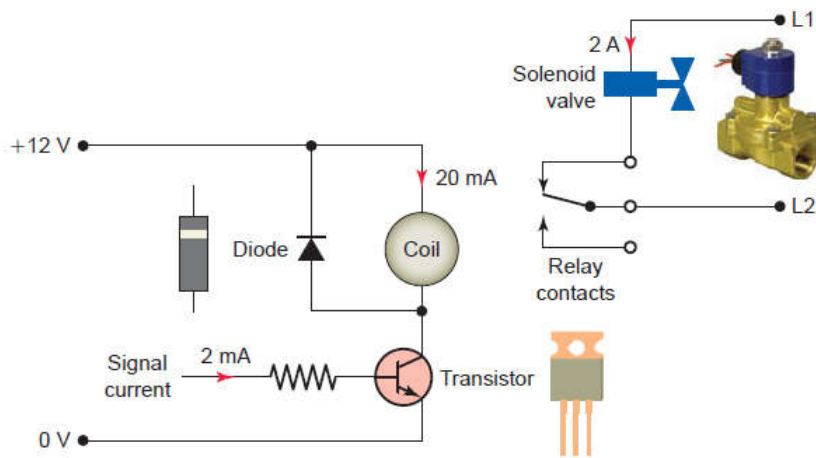 L1
2 A
Solenoid
valve
+12 V
20 mA
L2
Diode
Coil
Relay
contacts
Signal
current
2 mA
Transistor
0 V